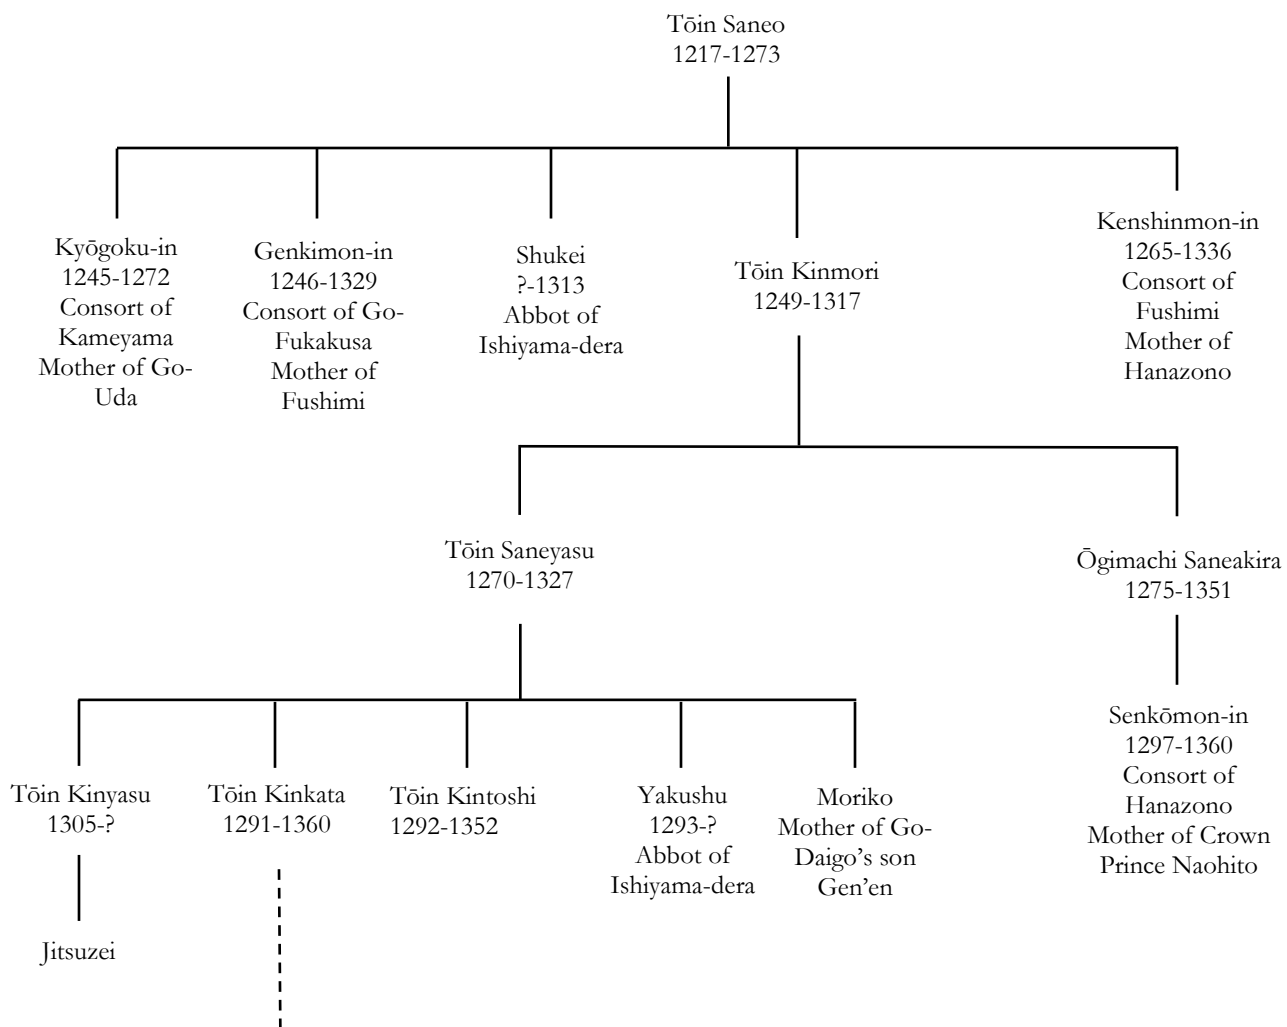 Tōin Saneo
1217-1273
Kyōgoku-in
1245-1272
Consort of
Kameyama
Mother of Go-
Uda
Genkimon-in
1246-1329
Consort of Go-
Fukakusa
Mother of
Fushimi
Shukei
?-1313
Abbot of
Ishiyama-dera
Tōin Kinmori
1249-1317
Kenshinmon-in
1265-1336
Consort of
Fushimi
Mother of
Hanazono
Tōin Saneyasu
1270-1327
Ōgimachi Saneakira
1275-1351
Tōin Kinyasu
1305-?
Tōin Kinkata
1291-1360
Tōin Kintoshi
1292-1352
Yakushu
1293-?
Abbot of
Ishiyama-dera
Moriko
Mother of Go-
Daigo’s son
Gen’en
Senkōmon-in
1297-1360
Consort of
Hanazono
Mother of Crown
Prince Naohito
Jitsuzei